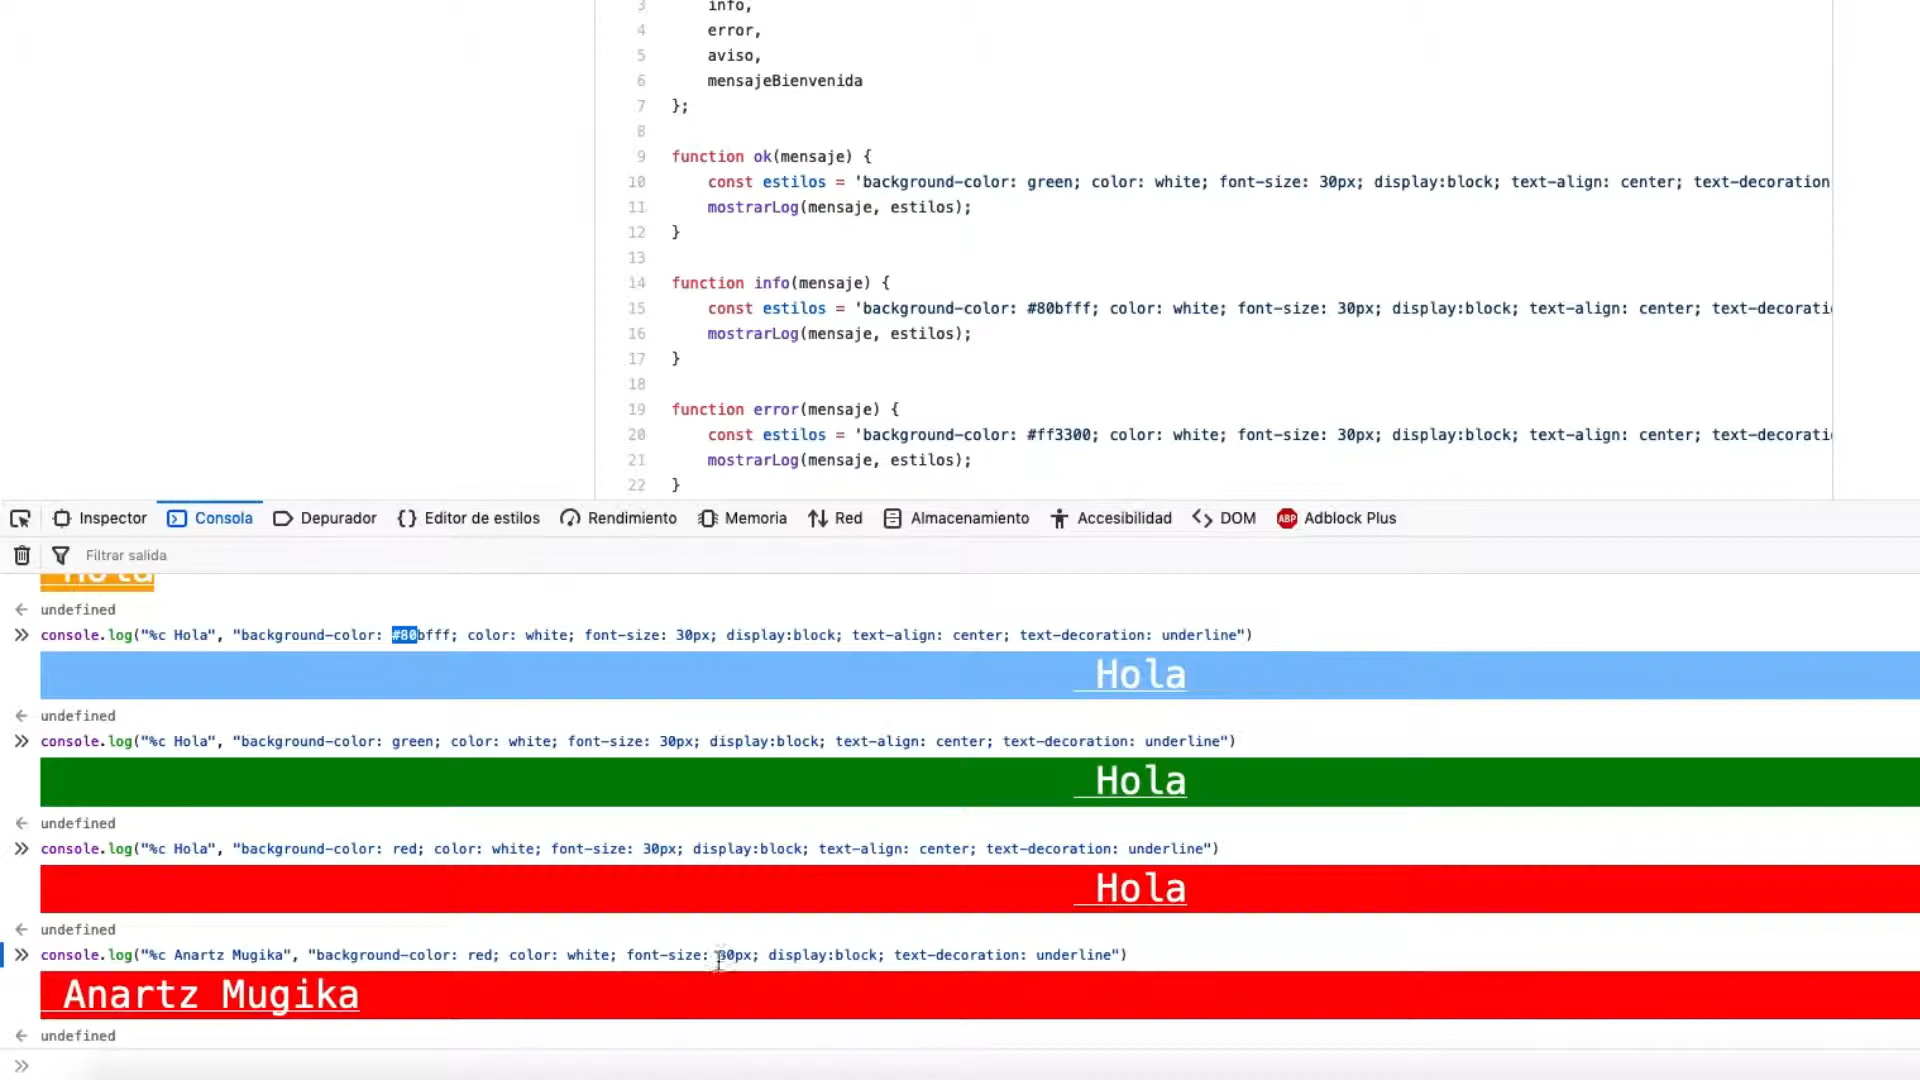 3 info,
4 error,
5 aviso,
6 mensajeBienvenida
7 };
8
9 function ok(mensaje) {
10 const estilos = 'background-color: green; color: white; font-size: 30px; display:block; text-align: center; text-decoration
11 mostrarLog(mensaje, estilos);
12 }
13
14 function info(mensaje) {
15 const estilos = 'background-color: #80bfff; color: white; font-size: 30px; display:block; text-align: center; text-decorati
16 mostrarLog(mensaje, estilos);
17 }
18
19 function error(mensaje) {
20 const estilos = 'background-color: #ff3300; color: white; font-size: 30px; display:block; text-align: center; text-decorati
21 mostrarLog(mensaje, estilos);
22 }
Inspector Consola Depurador Editor de estilos Rendimiento Memoria Red Almacenamiento Accesibilidad DOM ABP Adblock Plus
Filtrar salida
Hola
undefined
console.log("%c Hola", "background-color: #80bfff; color: white; font-size: 30px; display:block; text-align: center; text-decoration: underline")
Hola
undefined
console.log("%c Hola", "background-color: green; color: white; font-size: 30px; display:block; text-align: center; text-decoration: underline")
Hola
undefined
console.log("%c Hola", "background-color: red; color: white; font-size: 30px; display:block; text-align: center; text-decoration: underline")
Hola
undefined
console.log("%c Anartz Mugika", "background-color: red; color: white; font-size: 30px; display:block; text-decoration: underline")
Anartz Mugika
undefined